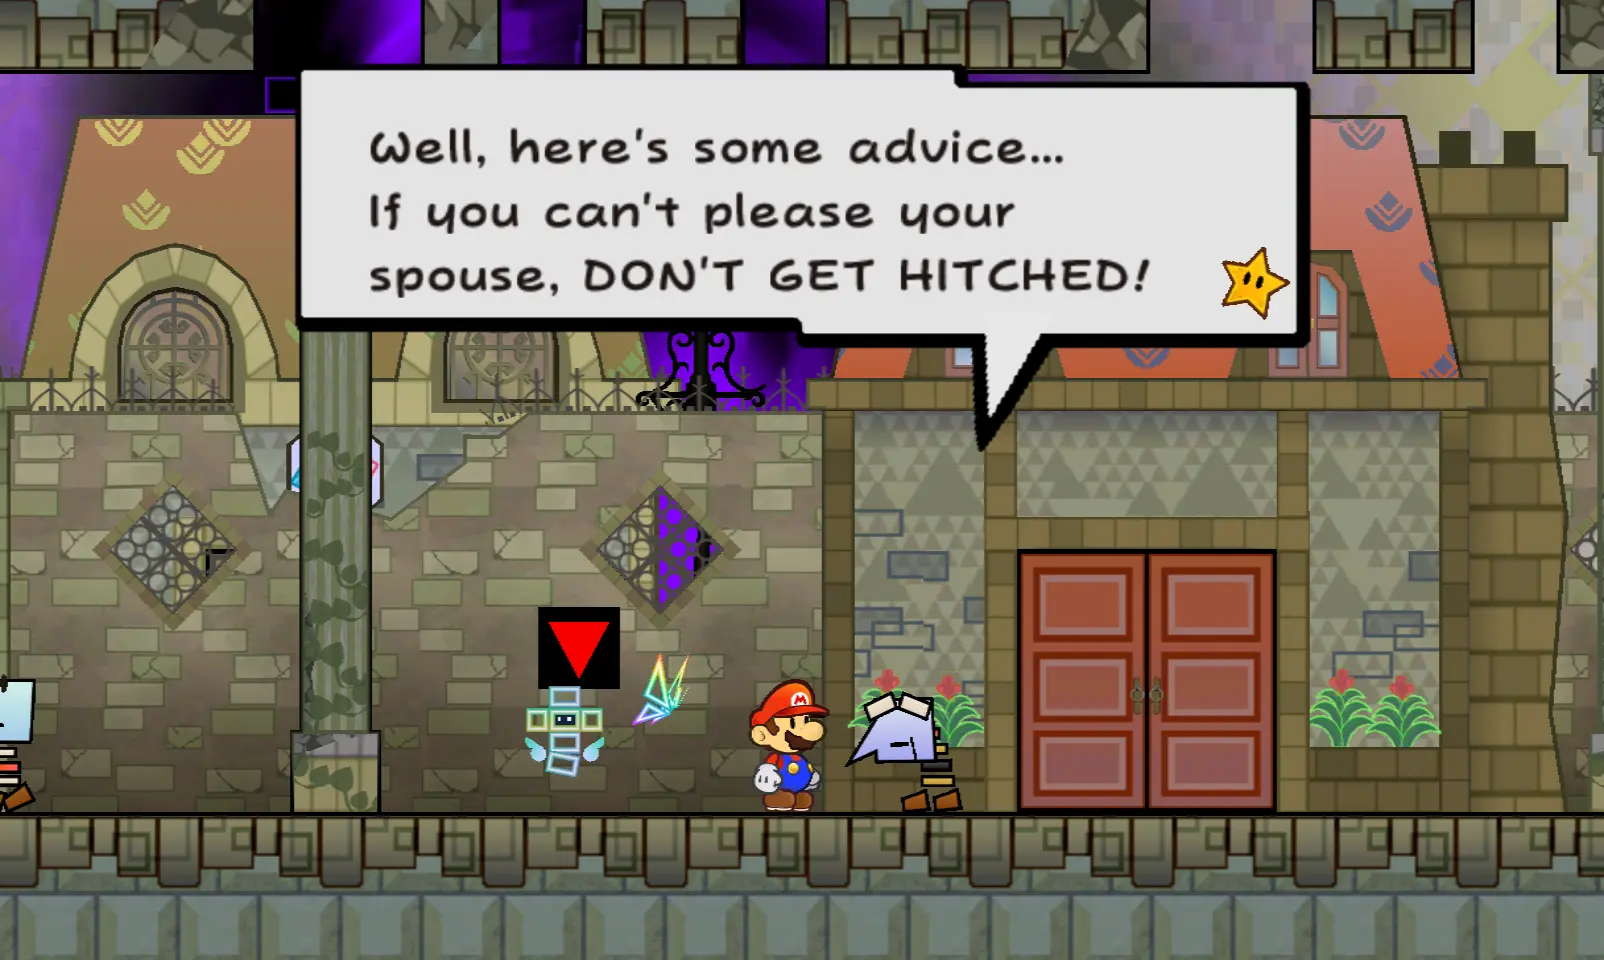 Well, here's some advice...
If you can't please your
spouse, DON'T GET HITCHED!
M